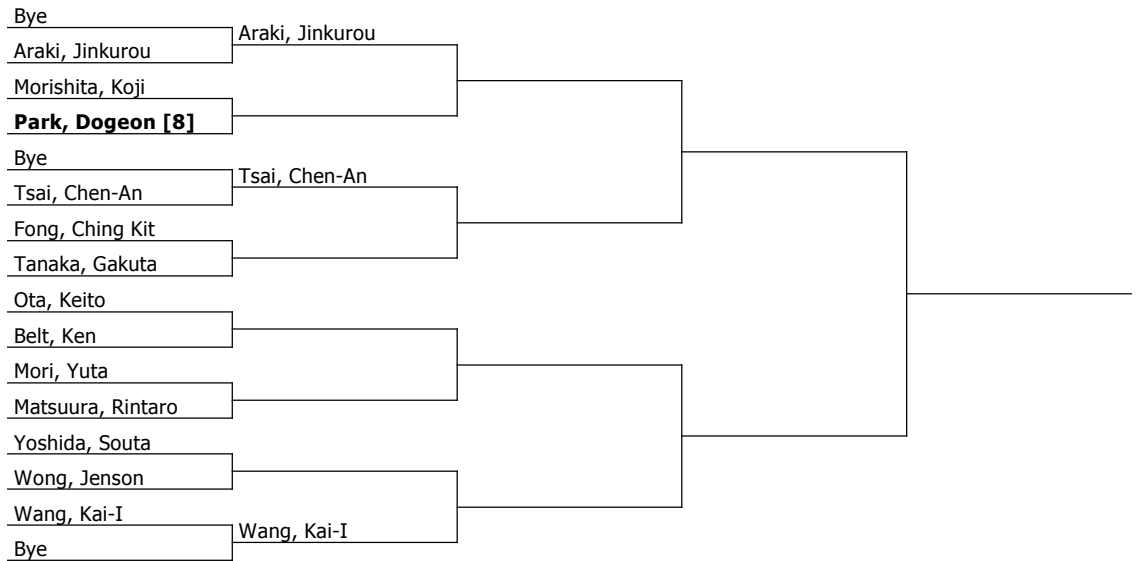 Bye
Araki, Jinkurou
Araki, Jinkurou
Morishita, Koji
Park, Dogeon [8]
Bye
Tsai, Chen-An
Tsai, Chen-An
Fong, Ching Kit
Tanaka, Gakuta
Ota, Keito
Belt, Ken
Mori, Yuta
Matsuura, Rintaro
Yoshida, Souta
Wong, Jenson
Wang, Kai-I
Wang, Kai-I
Bye